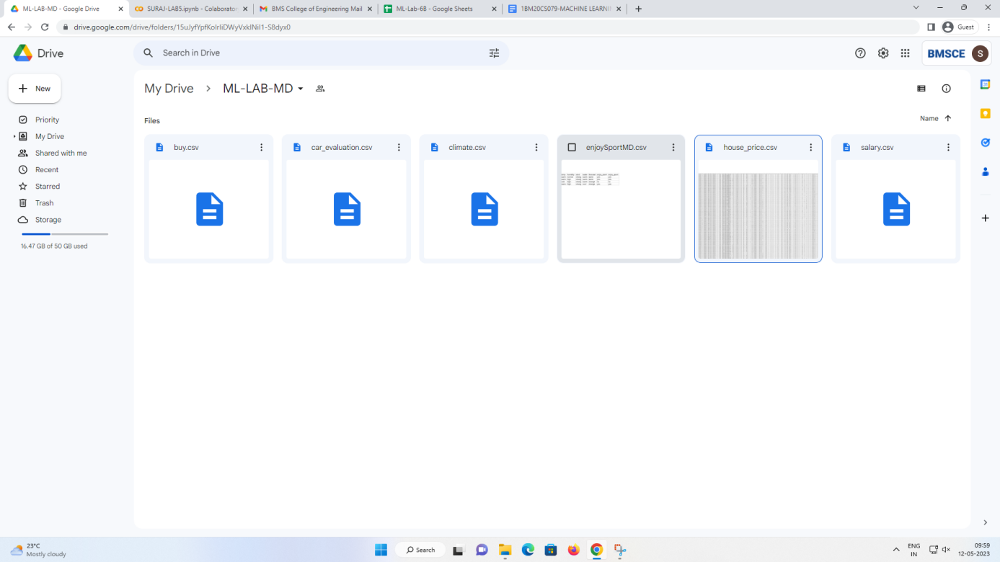 ML-LAB-MD - Google Drive
SURAJ-LAB5.ipynb - Colaborator
BMS College of Engineering Mail
ML-Lab-6B - Google Sheets
1BM20CS079-MACHINE LEARNIN
drive.google.com/drive/folders/15uJyfYpfKolrIiDWyVxklNiI1-S8dyx0
Guest
Drive
Search in Drive
BMSCE
S
New
My Drive
ML-LAB-MD
Priority
My Drive
Shared with me
Recent
Starred
Trash
Storage
16.47 GB of 50 GB used
Files
Name
buy.csv
car_evaluation.csv
climate.csv
enjoySportMD.csv
house_price.csv
salary.csv
31
23°C
Mostly cloudy
Search
ENG
IN
09:59
12-05-2023